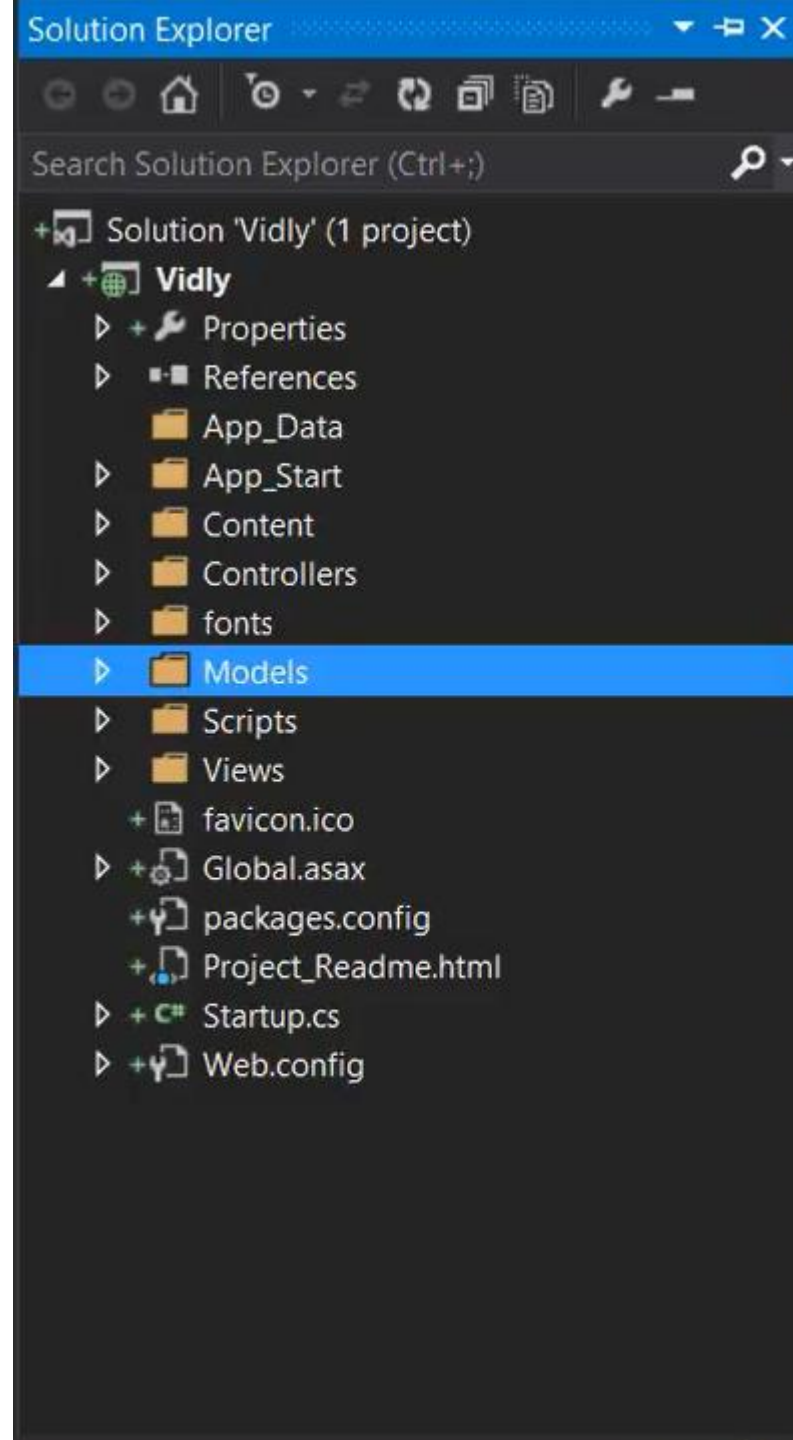 Solution Explorer
Search Solution Explorer (Ctrl+;)
Solution 'Vidly' (1 project)
Vidly
Properties
References
App_Data
App_Start
Content
Controllers
fonts
Models
Scripts
Views
favicon.ico
Global.asax
packages.config
Project_Readme.html
C# Startup.cs
Web.config